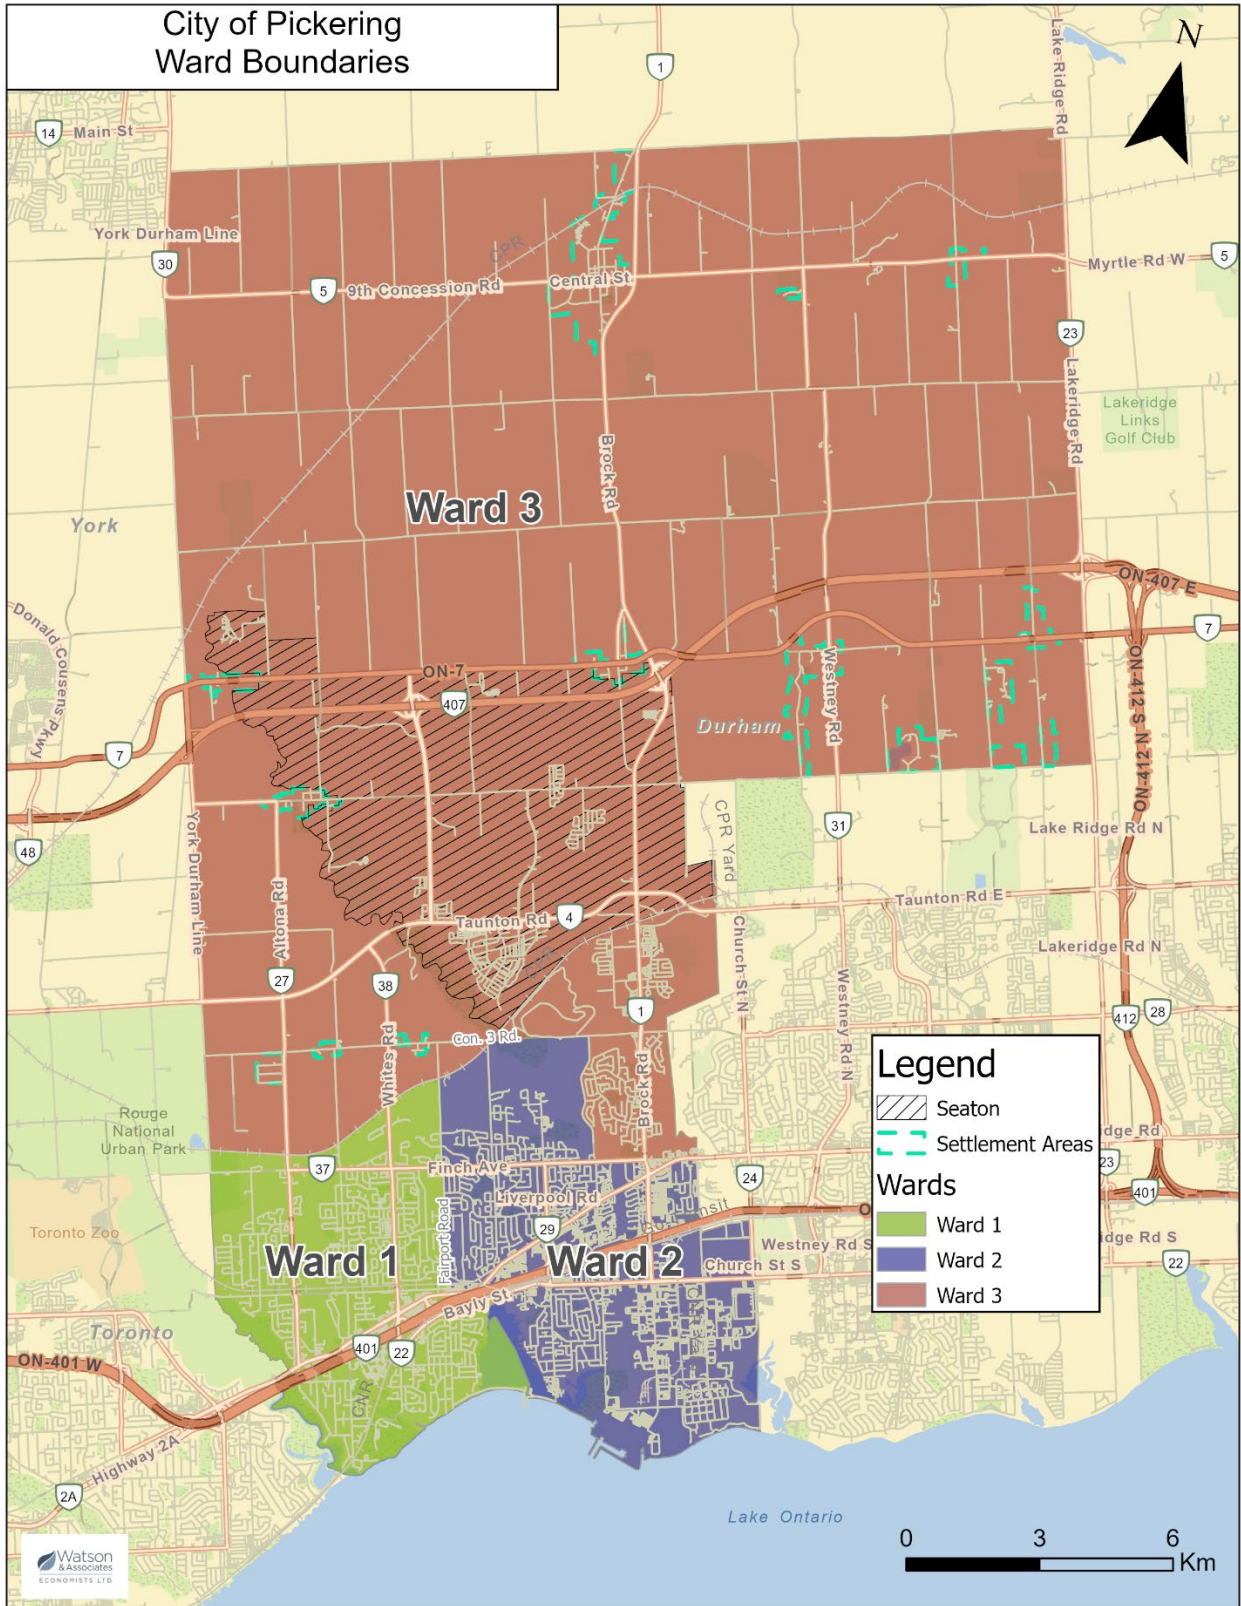 City of Pickering
Ward Boundaries
N
1
Lake Ridge Rd
14
Main St
York Durham Line
30
CPR
5
9th Concession Rd
Central St
Myrtle Rd W
5
23
Lakeridge Rd
Lakeridge
Links
Golf Club
Brock Rd
Ward 3
York
ON-407 E
Donald Cousens Pkwy
7
ON-7
407
Durham
Westney Rd
ON-412 S
ON-412 N
7
48
York Durham Line
CPR Yard
31
Lake Ridge Rd N
Altona Rd
Taunton Rd
4
Taunton Rd E
Church St N
Lakeridge Rd N
27
38
Westney Rd N
1
412
28
Con. 3 Rd.
Whites Rd
Brock Rd
Rouge
National
Urban Park
37
Finch Ave
Liverpool Rd
24
23
idge Rd
401
Fairport Road
29
Toronto Zoo
Ward 1
Ward 2
Westney Rd S
Church St S
idge Rd S
22
Bayly St
Toronto
401
22
ON-401 W
CNR
Highway 2A
2A
Legend
Seaton
Settlement Areas
Wards
Ward 1
Ward 2
Ward 3
Lake Ontario
0 3 6
Km
Watson
& Associates
ECONOMISTS LTD.